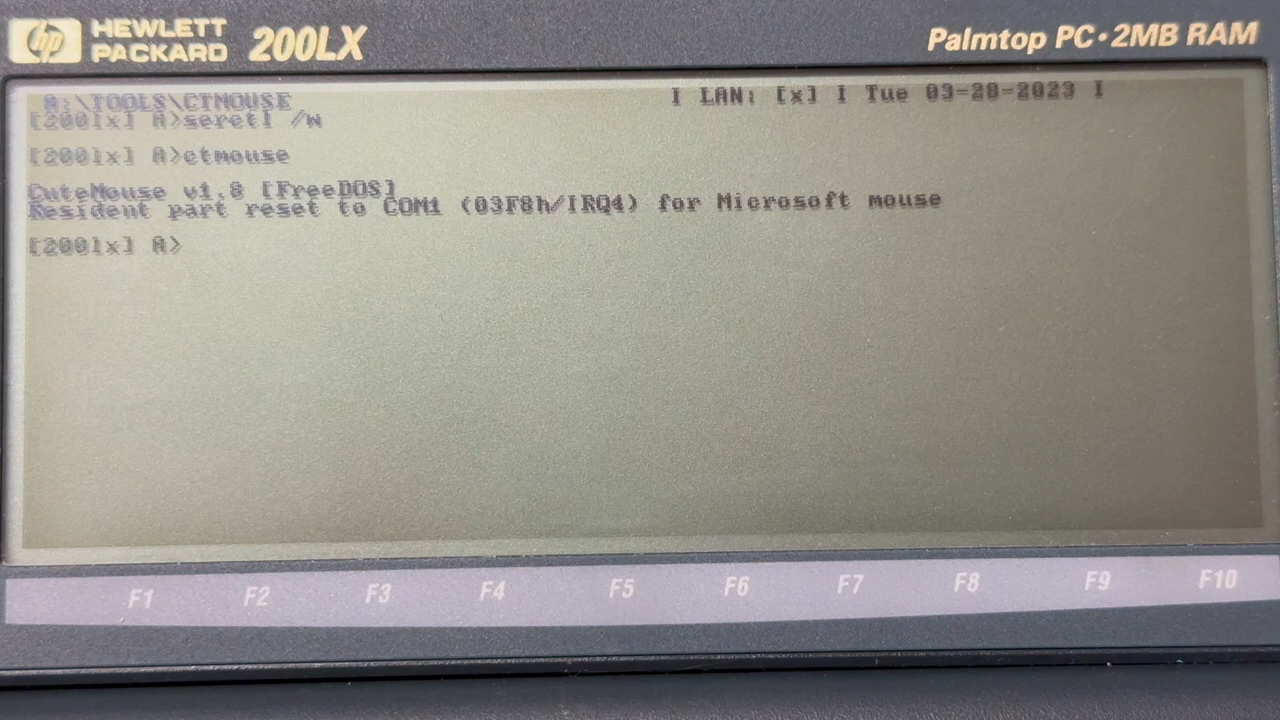 hp HEWLETT PACKARD 200LX
Palmtop PC•2MB RAM
A:\TOOLS\CTMOUSE | LAN: [x] | Tue 03-28-2023 |
[200lx] A>serctl /w
[200lx] A>ctmouse
CuteMouse v1.8 [FreeDOS]
Resident part reset to COM1 (03F8h/IRQ4) for Microsoft mouse
[200lx] A>
F1 F2 F3 F4 F5 F6 F7 F8 F9 F10